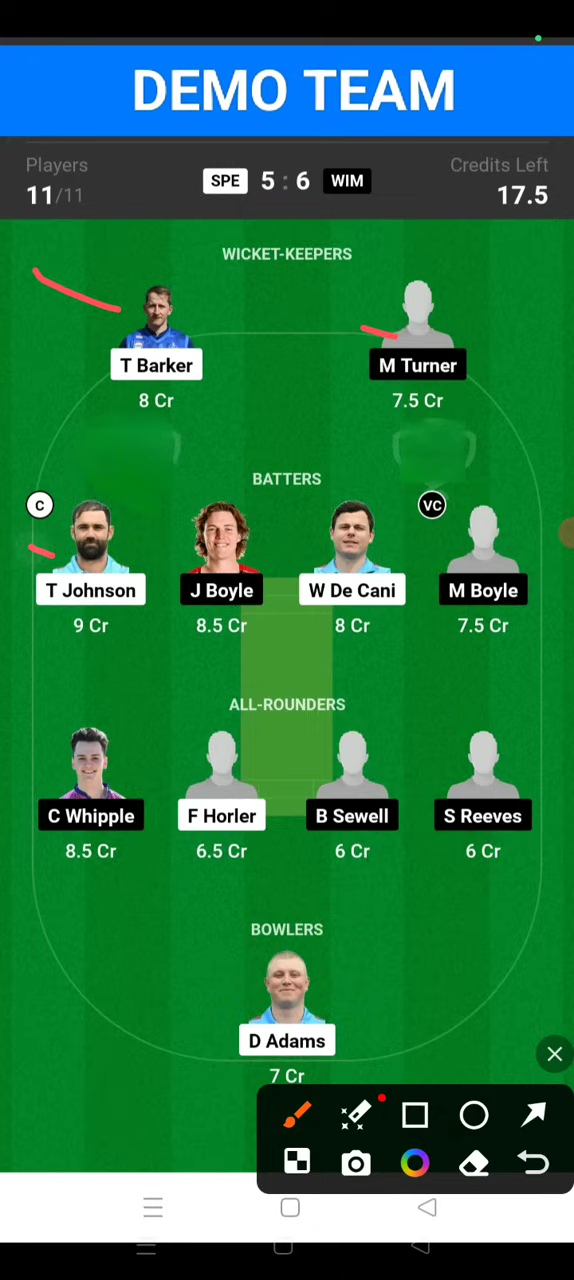 DEMO TEAM
Players
Credits Left
11/11
SPE 5 : 6 WIM
17.5
WICKET-KEEPERS
T Barker
M Turner
8 Cr
7.5 Cr
BATTERS
C
VC
T Johnson
J Boyle
W De Cani
M Boyle
9 Cr
8.5 Cr
8 Cr
7.5 Cr
ALL-ROUNDERS
C Whipple
F Horler
B Sewell
S Reeves
8.5 Cr
6.5 Cr
6 Cr
6 Cr
BOWLERS
D Adams
7 Cr